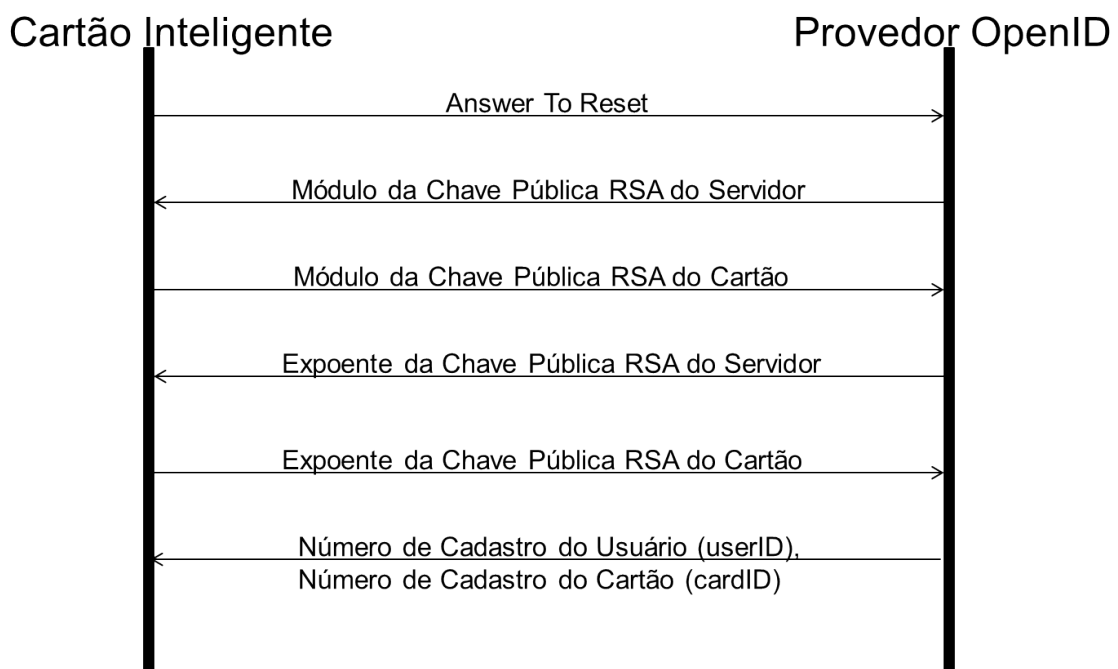 Cartão Inteligente
Provedor OpenID
Answer To Reset
Módulo da Chave Pública RSA do Servidor
Módulo da Chave Pública RSA do Cartão
Expoente da Chave Pública RSA do Servidor
Expoente da Chave Pública RSA do Cartão
Número de Cadastro do Usuário (userID),
Número de Cadastro do Cartão (cardID)